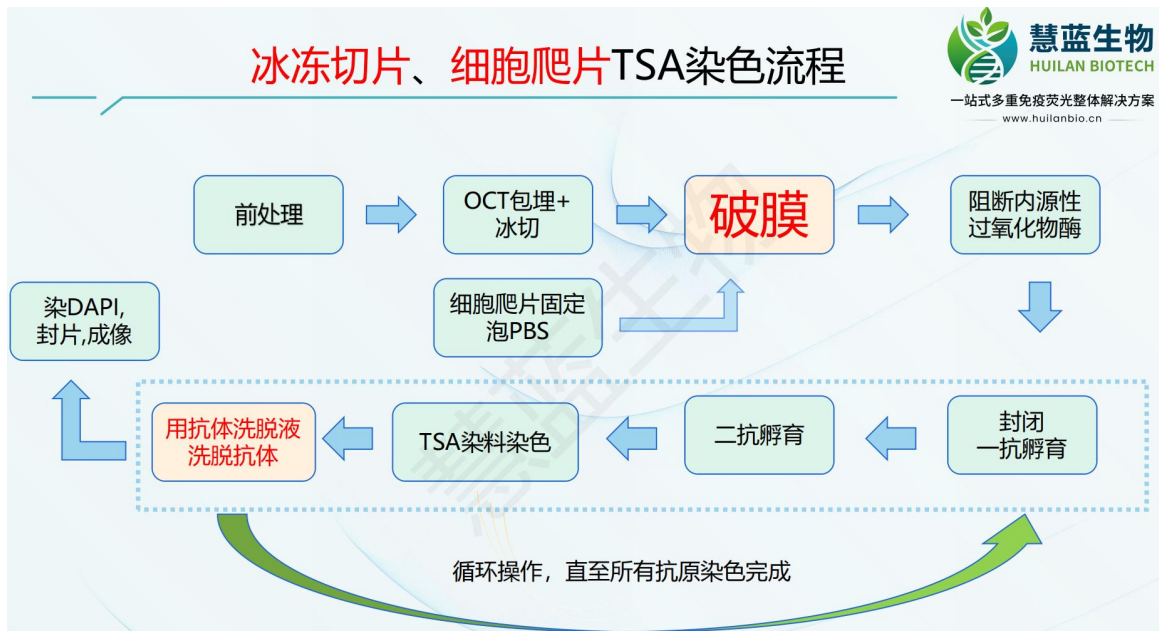 冰冻切片、细胞爬片TSA染色流程
慧蓝生物
HUILAN BIOTECH
一站式多重免疫荧光整体解决方案
www.huilanbio.cn
前处理
OCT包埋+
冰切
破膜
阻断内源性
过氧化物酶
细胞爬片固定
泡PBS
染DAPI,
封片,成像
用抗体洗脱液
洗脱抗体
TSA染料染色
二抗孵育
封闭
一抗孵育
循环操作，直至所有抗原染色完成
慧蓝生物